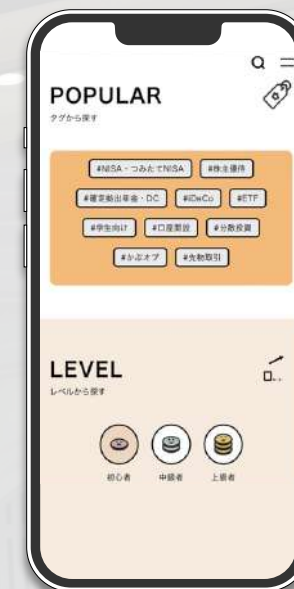 POPULAR
タグから探す
#NISA・つみたてNISA #株主優待
#確定拠出年金・DC #iDeCo #ETF
#学生向け #口座開設 #分散投資
#かぶオプ #先物取引
LEVEL
レベルから探す
初心者 中級者 上級者